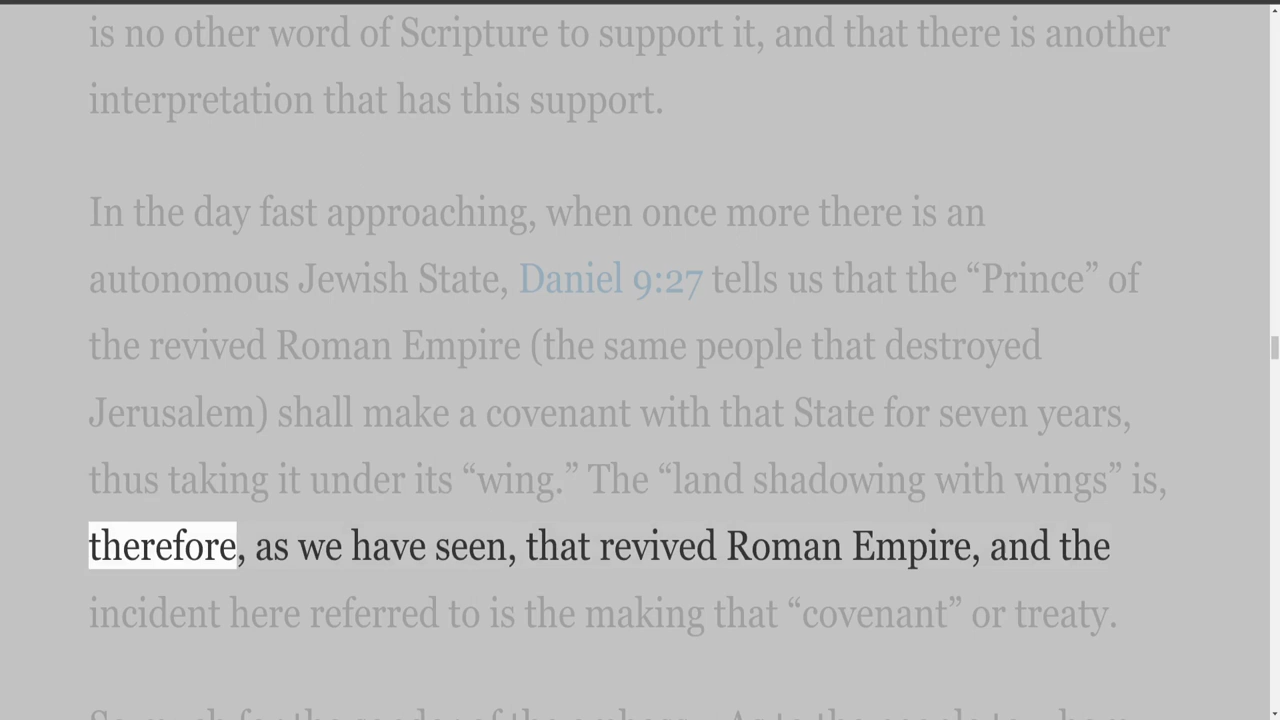 is no other word of Scripture to support it, and that there is another
interpretation that has this support.
In the day fast approaching, when once more there is an
autonomous Jewish State, Daniel 9:27 tells us that the “Prince” of
the revived Roman Empire (the same people that destroyed
Jerusalem) shall make a covenant with that State for seven years,
thus taking it under its “wing.” The “land shadowing with wings” is,
therefore, as we have seen, that revived Roman Empire, and the
incident here referred to is the making that “covenant” or treaty.